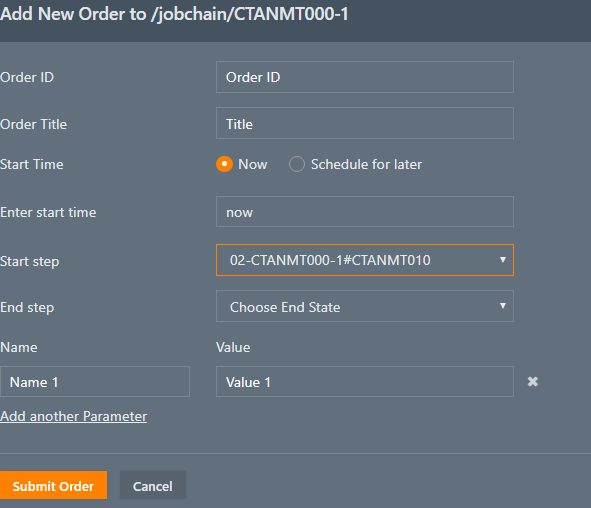 Add New Order to /jobchain/CTANMT000-1
Order ID Order ID
Order Title Title
Start Time Now Schedule for later
Enter start time now
Start step 02-CTANMT000-1#CTANMT010
End step Choose End State
Name Value
Name 1 Value 1 ✖
Add another Parameter
Submit Order Cancel